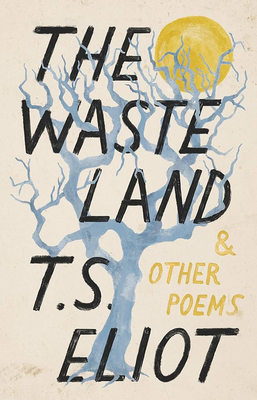 THE
WASTE
LAND
&
OTHER
T.S.
POEMS
ELIOT